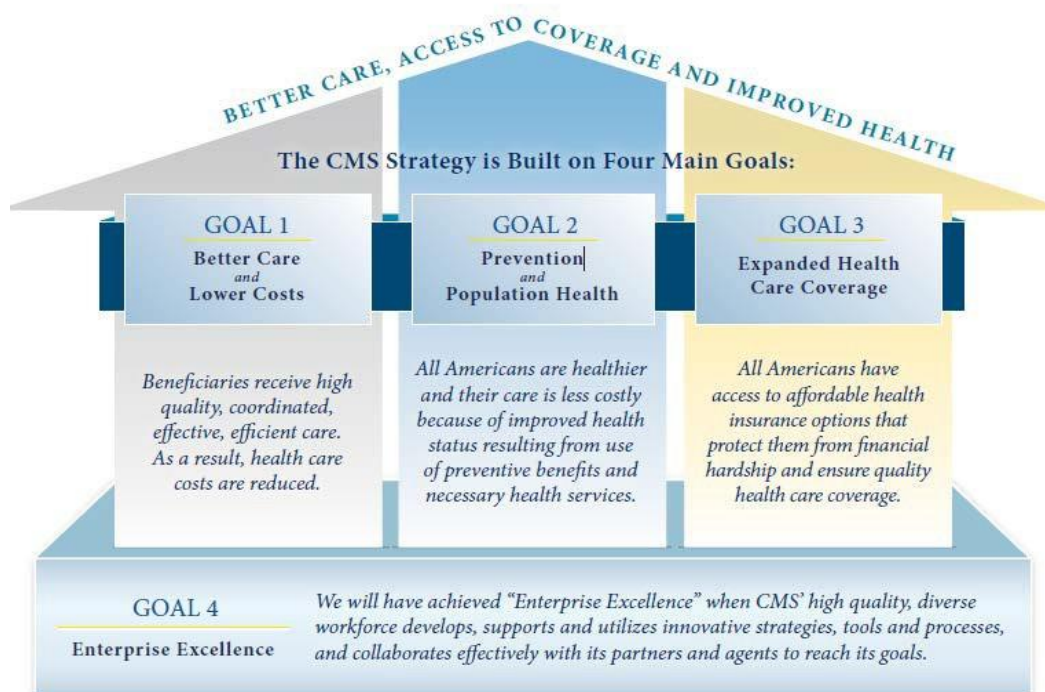 BETTER CARE, ACCESS TO COVERAGE AND IMPROVED HEALTH
The CMS Strategy is Built on Four Main Goals:
GOAL 1
Better Care
and
Lower Costs
Beneficiaries receive high
quality, coordinated,
effective, efficient care.
As a result, health care
costs are reduced.
GOAL 2
Prevention
and
Population Health
All Americans are healthier
and their care is less costly
because of improved health
status resulting from use
of preventive benefits and
necessary health services.
GOAL 3
Expanded Health
Care Coverage
All Americans have
access to affordable health
insurance options that
protect them from financial
hardship and ensure quality
health care coverage.
GOAL 4
Enterprise Excellence
We will have achieved “Enterprise Excellence” when CMS’ high quality, diverse
workforce develops, supports and utilizes innovative strategies, tools and processes,
and collaborates effectively with its partners and agents to reach its goals.